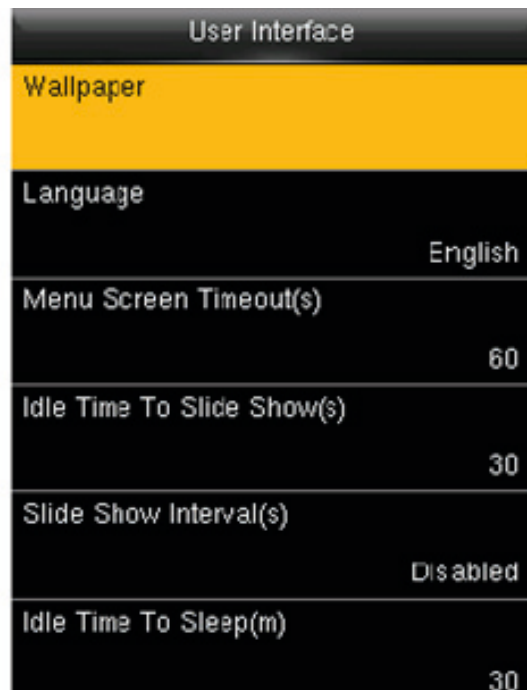 User Interface
Wallpaper
Language
English
Menu Screen Timeout(s)
60
Idle Time To Slide Show(s)
30
Slide Show Interval(s)
Disabled
Idle Time To Sleep(m)
30